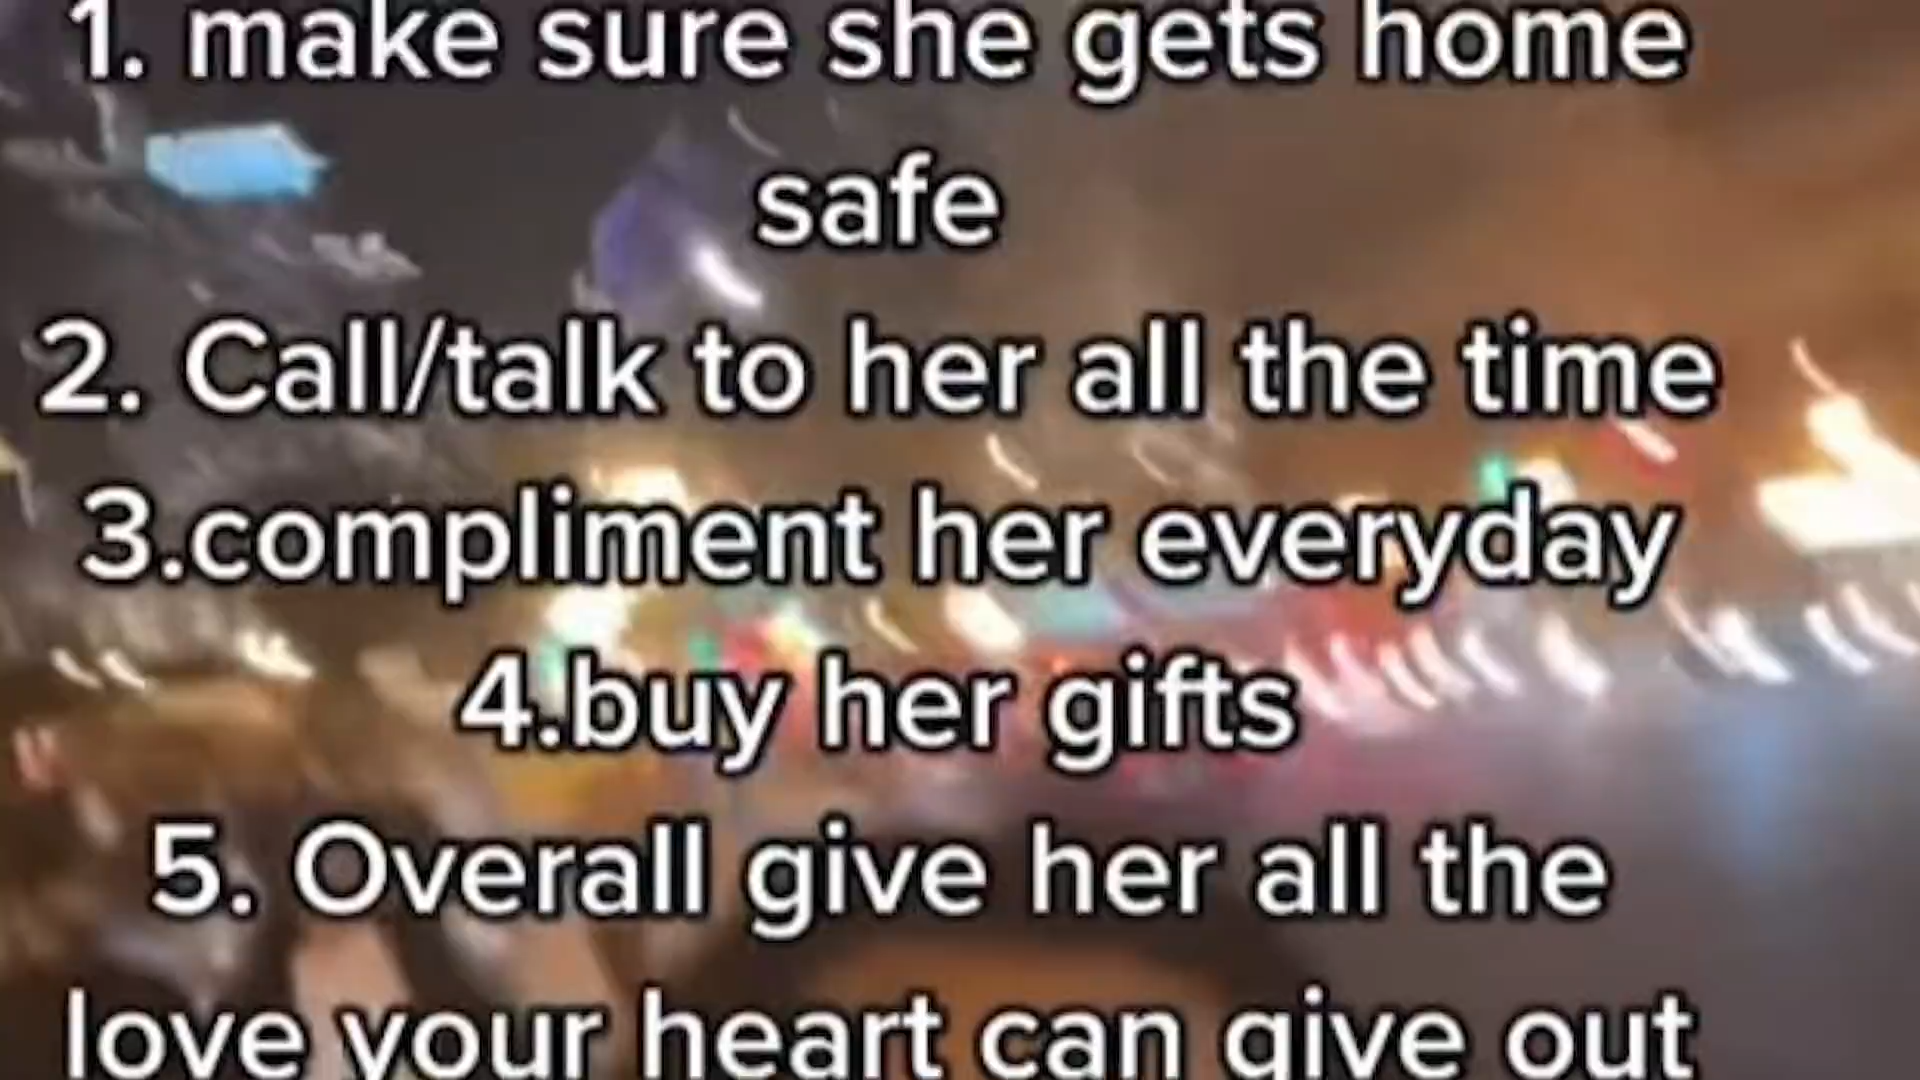 1. make sure she gets home
safe
2. Call/talk to her all the time
3.compliment her everyday
4.buy her gifts
5. Overall give her all the
love your heart can give out